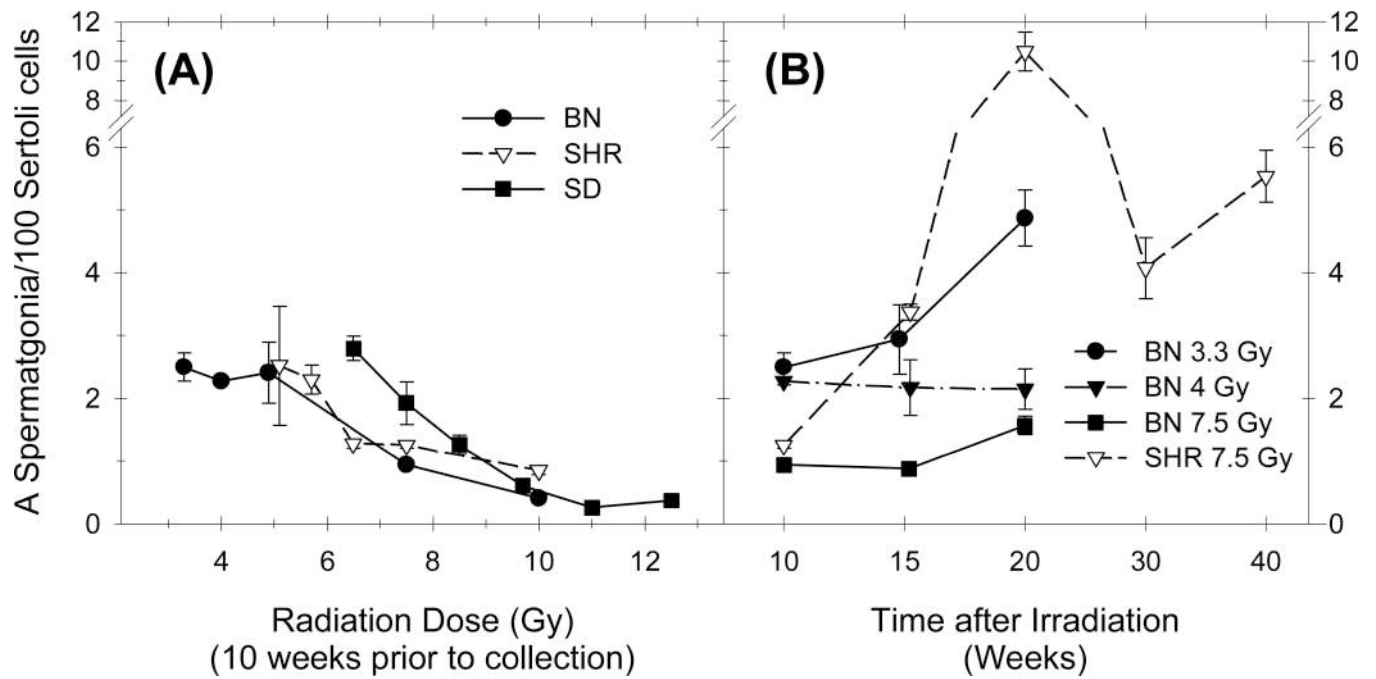 A Spermatgonia/100 Sertoli cells
12
10
8
6
4
2
0
(A)
BN
SHR
SD
4 6 8 10 12
Radiation Dose (Gy)
(10 weeks prior to collection)
(B)
BN 3.3 Gy
BN 4 Gy
BN 7.5 Gy
SHR 7.5 Gy
12
10
8
6
4
2
0
10 15 20 30 40
Time after Irradiation
(Weeks)